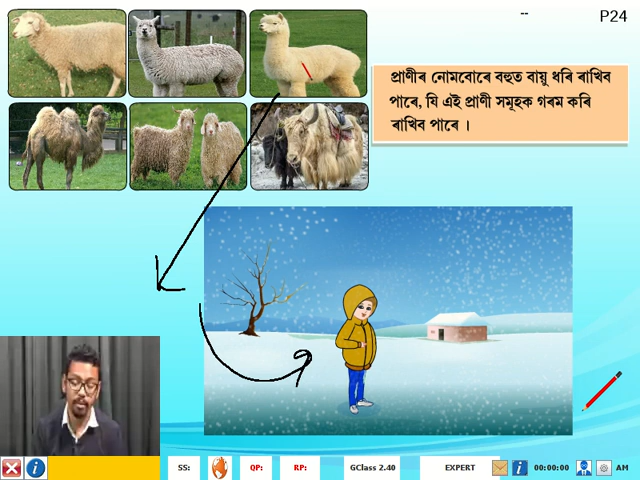 --
P24
প্ৰাণীৰ নোমবোৰে বহুত বায়ু ধৰি ৰাখিব
পাৰে, যি এই প্ৰাণী সমূহক গৰম কৰি
ৰাখিব পাৰে ।
SS:
QP:
RP:
GClass 2.40
EXPERT
00:00:00
AM